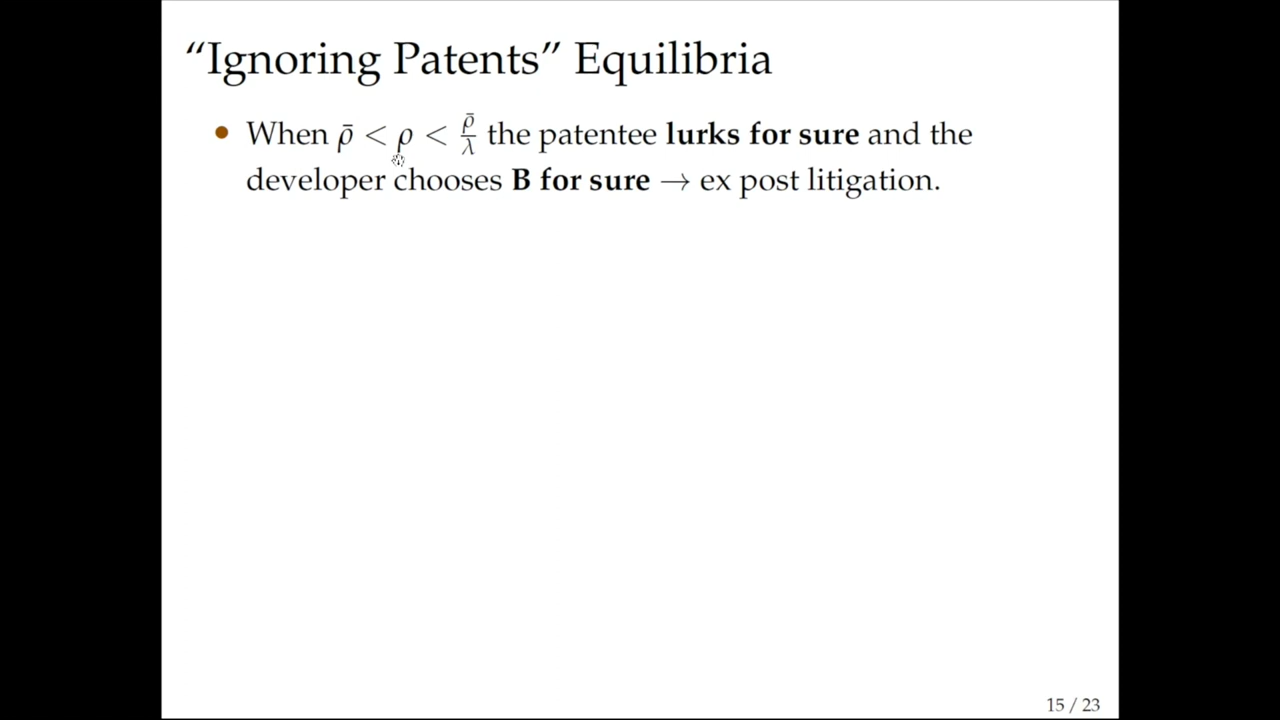 “Ignoring Patents” Equilibria
• When ρ̄ < ρ < ρ̄/λ the patentee lurks for sure and the
developer chooses B for sure → ex post litigation.
15 / 23